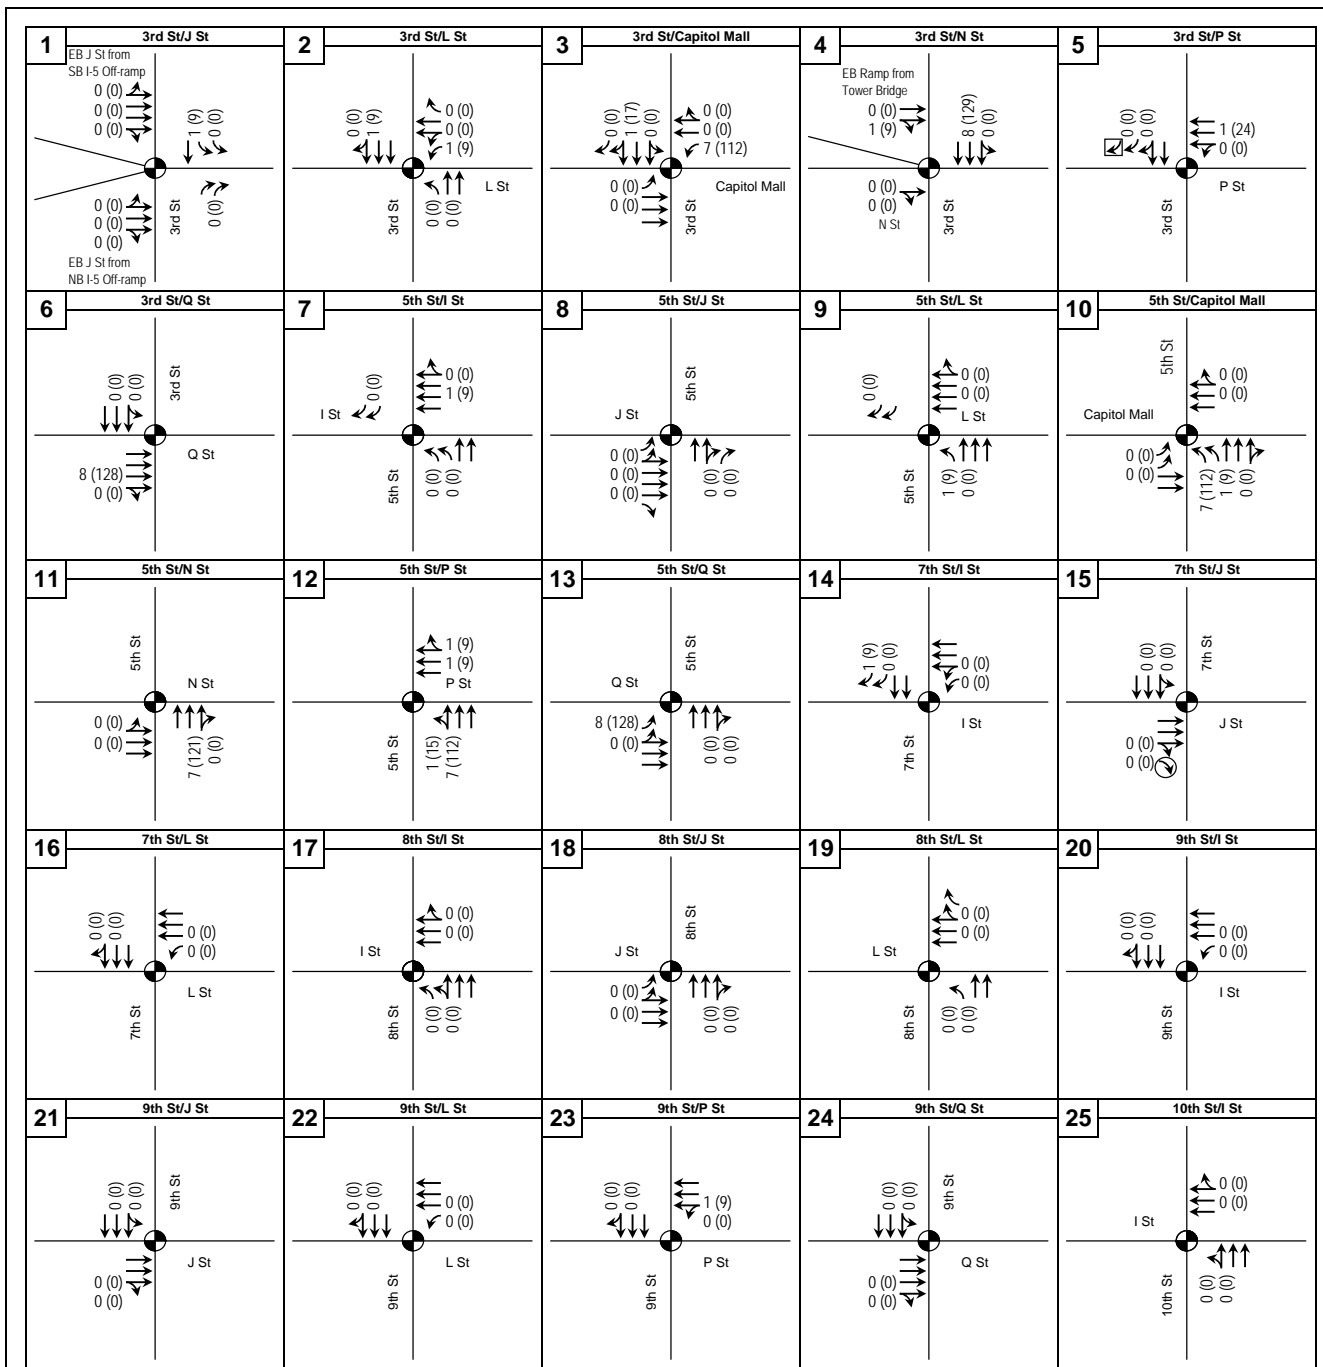 1
3rd St/J St
EB J St from
SB I-5 Off-ramp
0 (0)
0 (0)
0 (0)
1 (9)
0 (0)
0 (0)
0 (0)
0 (0)
0 (0)
3rd St
EB J St from
NB I-5 Off-ramp
2
3rd St/L St
0 (0)
1 (9)
0 (0)
0 (0)
1 (9)
L St
3rd St
0 (0)
0 (0)
3
3rd St/Capitol Mall
0 (0)
1 (17)
0 (0)
0 (0)
0 (0)
7 (112)
0 (0)
0 (0)
Capitol Mall
3rd St
4
3rd St/N St
EB Ramp from
Tower Bridge
0 (0)
1 (9)
8 (129)
0 (0)
0 (0)
0 (0)
N St
3rd St
5
3rd St/P St
0 (0)
0 (0)
1 (24)
0 (0)
P St
3rd St
6
3rd St/Q St
0 (0)
0 (0)
3rd St
Q St
8 (128)
0 (0)
7
5th St/I St
0 (0)
0 (0)
1 (9)
I St
5th St
0 (0)
0 (0)
8
5th St/J St
5th St
J St
0 (0)
0 (0)
0 (0)
0 (0)
0 (0)
9
5th St/L St
0 (0)
0 (0)
0 (0)
L St
5th St
1 (9)
0 (0)
10
5th St/Capitol Mall
5th St
0 (0)
0 (0)
Capitol Mall
0 (0)
0 (0)
7 (112)
1 (9)
0 (0)
11
5th St/N St
5th St
N St
0 (0)
0 (0)
7 (121)
0 (0)
12
5th St/P St
1 (9)
1 (9)
P St
5th St
1 (15)
7 (112)
13
5th St/Q St
5th St
Q St
8 (128)
0 (0)
0 (0)
0 (0)
14
7th St/I St
1 (9)
0 (0)
0 (0)
0 (0)
I St
7th St
15
7th St/J St
0 (0)
0 (0)
7th St
J St
0 (0)
0 (0)
16
7th St/L St
0 (0)
0 (0)
0 (0)
0 (0)
L St
7th St
17
8th St/I St
0 (0)
0 (0)
I St
8th St
0 (0)
0 (0)
18
8th St/J St
8th St
J St
0 (0)
0 (0)
0 (0)
0 (0)
19
8th St/L St
0 (0)
0 (0)
L St
8th St
0 (0)
0 (0)
20
9th St/I St
0 (0)
0 (0)
0 (0)
0 (0)
I St
9th St
21
9th St/J St
0 (0)
0 (0)
9th St
J St
0 (0)
0 (0)
22
9th St/L St
0 (0)
0 (0)
0 (0)
0 (0)
L St
9th St
23
9th St/P St
0 (0)
0 (0)
1 (9)
0 (0)
P St
9th St
24
9th St/Q St
0 (0)
0 (0)
9th St
Q St
0 (0)
0 (0)
25
10th St/I St
0 (0)
0 (0)
I St
10th St
0 (0)
0 (0)